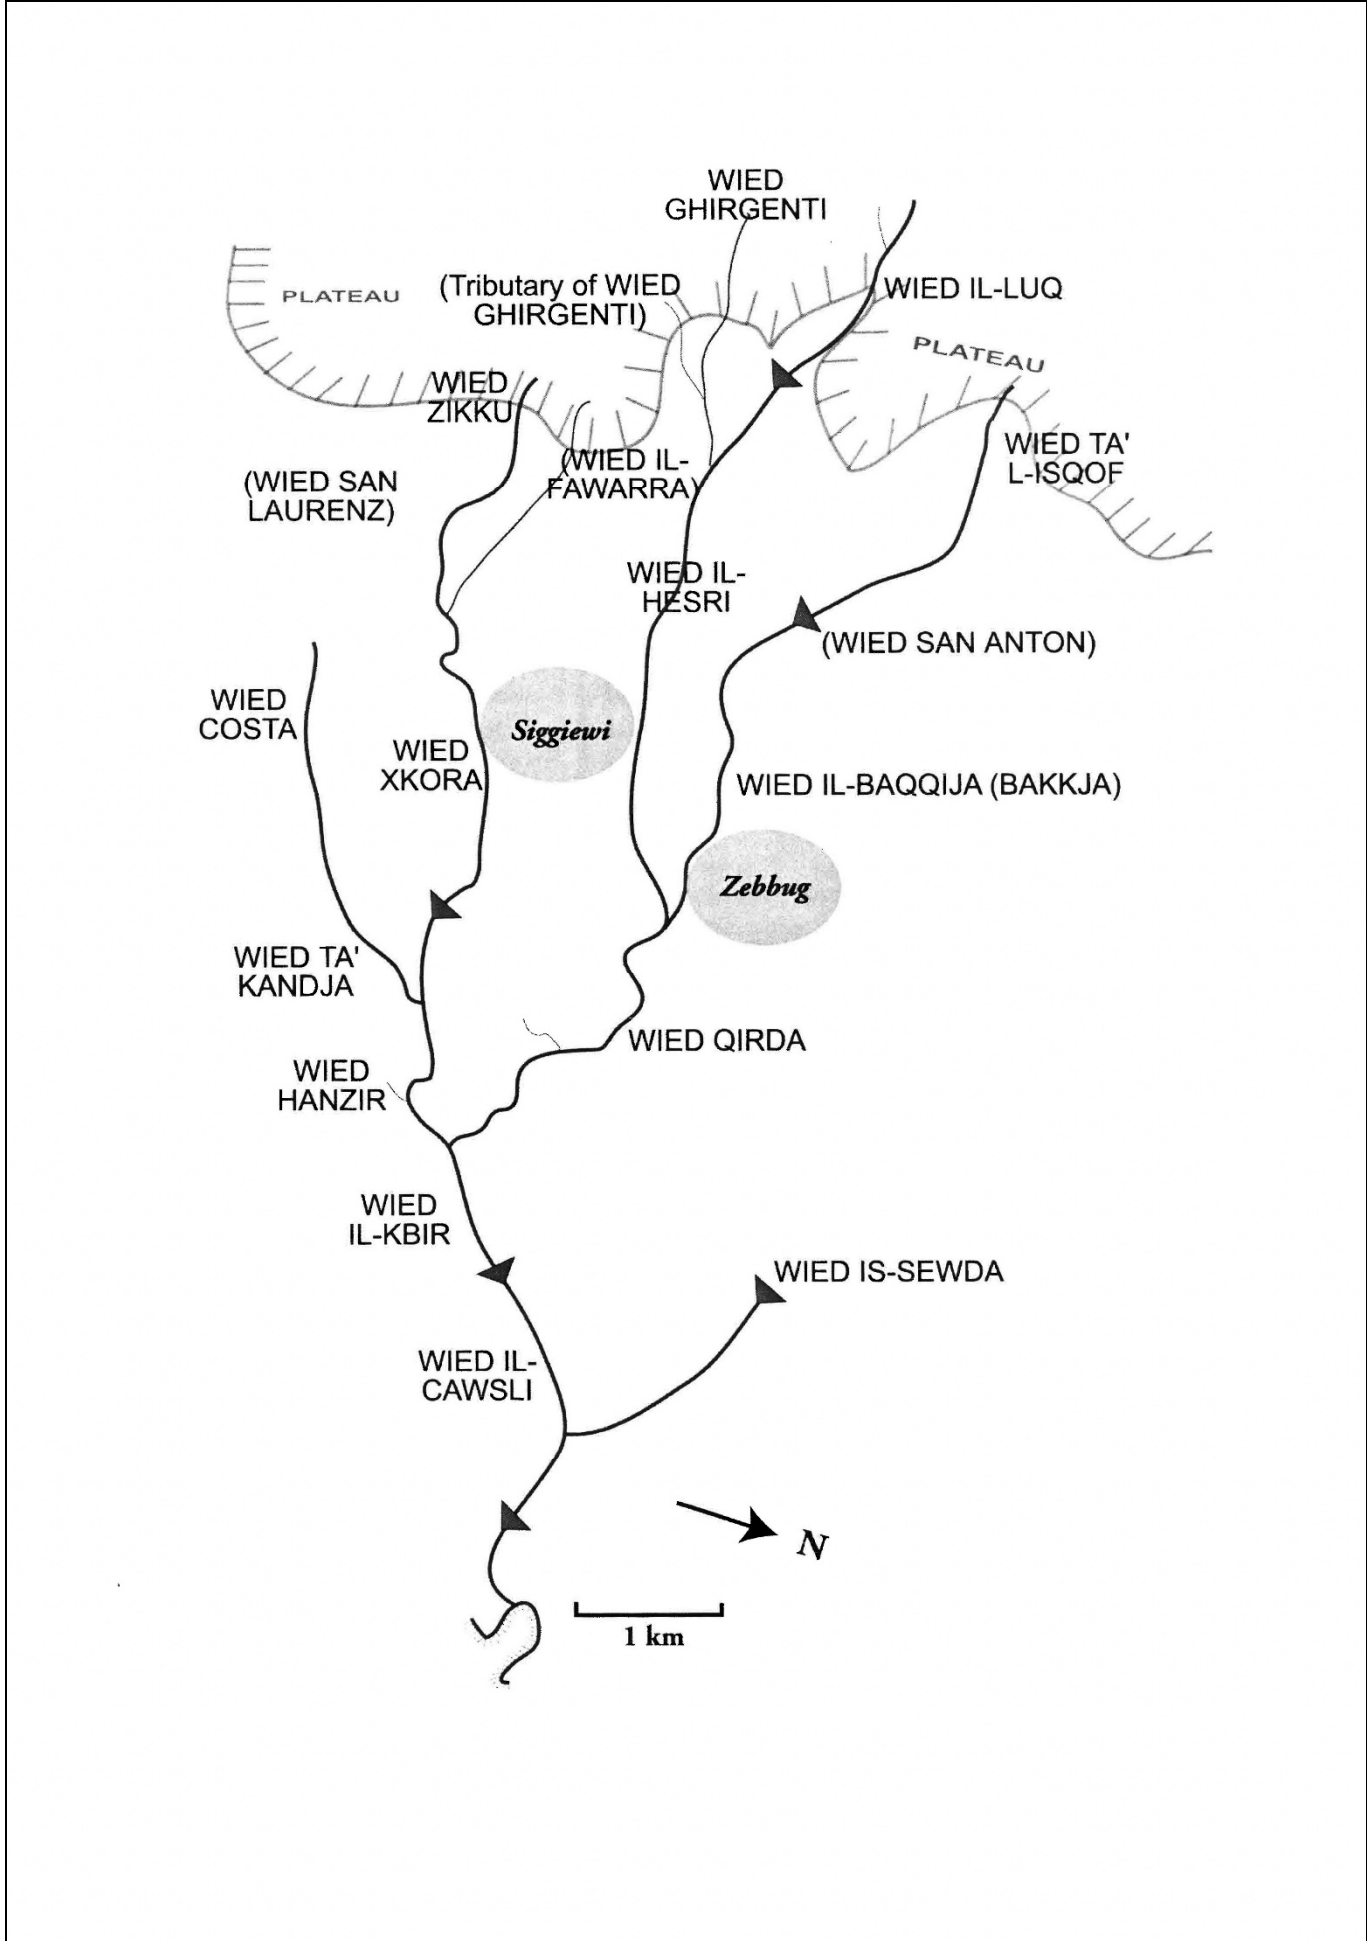 WIED
GHIRGENTI
(Tributary of WIED
GHIRGENTI)
WIED IL-LUQ
PLATEAU
PLATEAU
WIED
ZIKKU
WIED TA'
L-ISQOF
(WIED IL-
FAWARRA)
(WIED SAN
LAURENZ)
WIED IL-
HESRI
(WIED SAN ANTON)
WIED
COSTA
Siggiewi
WIED
XKORA
WIED IL-BAQQIJA (BAKKJA)
Zebbug
WIED TA'
KANDJA
WIED QIRDA
WIED
HANZIR
WIED
IL-KBIR
WIED IS-SEWDA
WIED IL-
CAWSLI
N
1 km